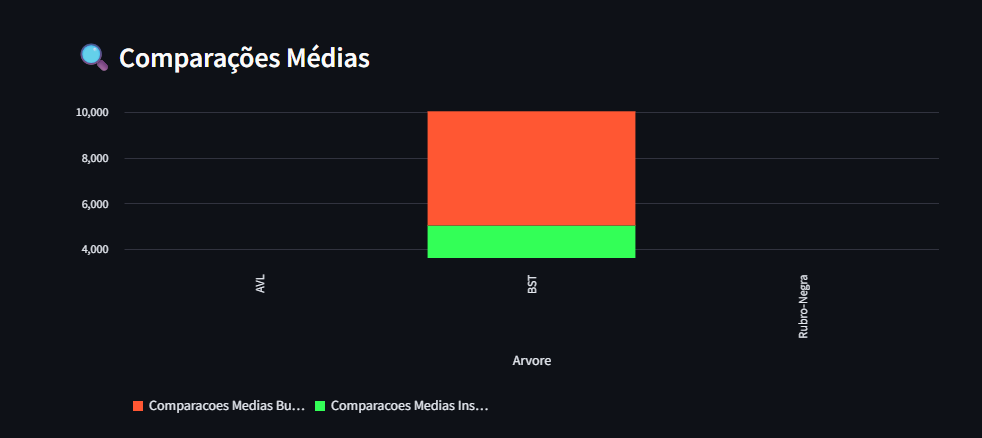 Comparações Médias
10,000
8,000
6,000
4,000
AVL
BST
Rubro-Negra
Arvore
Comparacoes Medias Bu…
Comparacoes Medias Ins…